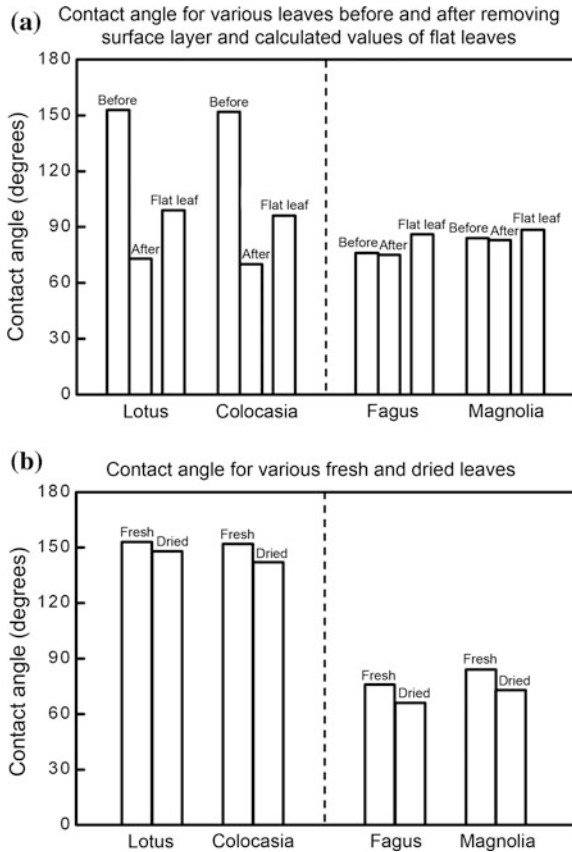 (a)
Contact angle for various leaves before and after removing
surface layer and calculated values of flat leaves
Contact angle (degrees)
180
150
120
90
60
30
0
Before
After
Flat leaf
Before
After
Flat leaf
Before After
Flat leaf
Before After
Flat leaf
Lotus Colocasia Fagus Magnolia
(b)
Contact angle for various fresh and dried leaves
Contact angle (degrees)
180
150
120
90
60
30
0
Fresh Dried
Fresh Dried
Fresh Dried
Fresh Dried
Lotus Colocasia Fagus Magnolia